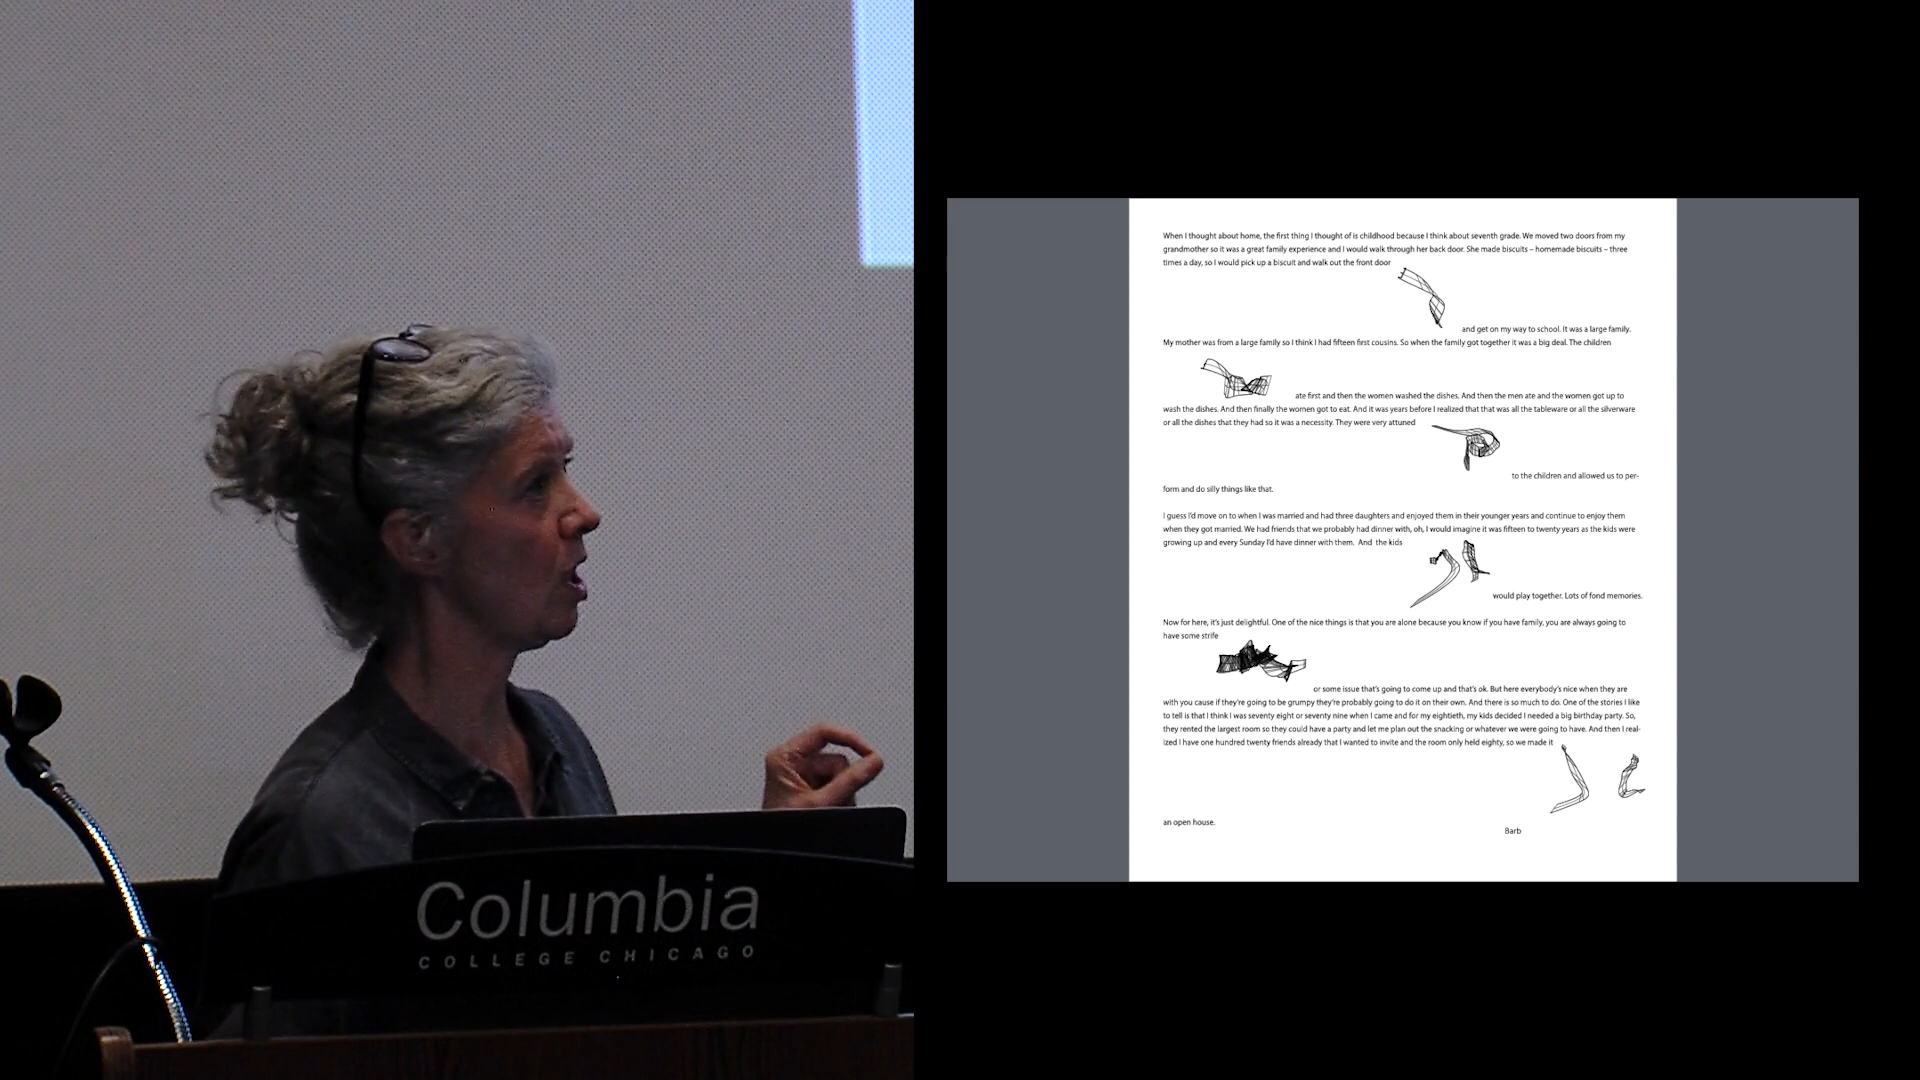 When I thought about home, the first thing I thought of is childhood because I think about seventh grade. We moved two doors from my
grandmother so it was a great family experience and I would walk through her back door. She made biscuits – homemade biscuits – three
times a day, so I would pick up a biscuit and walk out the front door
and get on my way to school. It was a large family.
My mother was from a large family so I think I had fifteen first cousins. So when the family got together it was a big deal. The children
ate first and then the women washed the dishes. And then the men ate and the women got up to
wash the dishes. And then finally the women got to eat. And it was years before I realized that that was all the tableware or all the silverware
or all the dishes that they had so it was a necessity. They were very attuned
to the children and allowed us to per-
form and do silly things like that.
I guess I'd move on to when I was married and had three daughters and enjoyed them in their younger years and continue to enjoy them
when they got married. We had friends that we probably had dinner with, oh, I would imagine it was fifteen to twenty years as the kids were
growing up and every Sunday I'd have dinner with them. And the kids
would play together. Lots of fond memories.
Now for here, it's just delightful. One of the nice things is that you are alone because you know if you have family, you are always going to
have some strife
or some issue that's going to come up and that's ok. But here everybody's nice when they are
with you cause if they're going to be grumpy they're probably going to do it on their own. And there is so much to do. One of the stories I like
to tell is that I think I was seventy eight or seventy nine when I came and for my eightieth, my kids decided I needed a big birthday party. So,
they rented the largest room so they could have a party and let me plan out the snacking or whatever we were going to have. And then I real-
ized I have one hundred twenty friends already that I wanted to invite and the room only held eighty, so we made it
an open house.
Barb
Columbia
COLLEGE CHICAGO